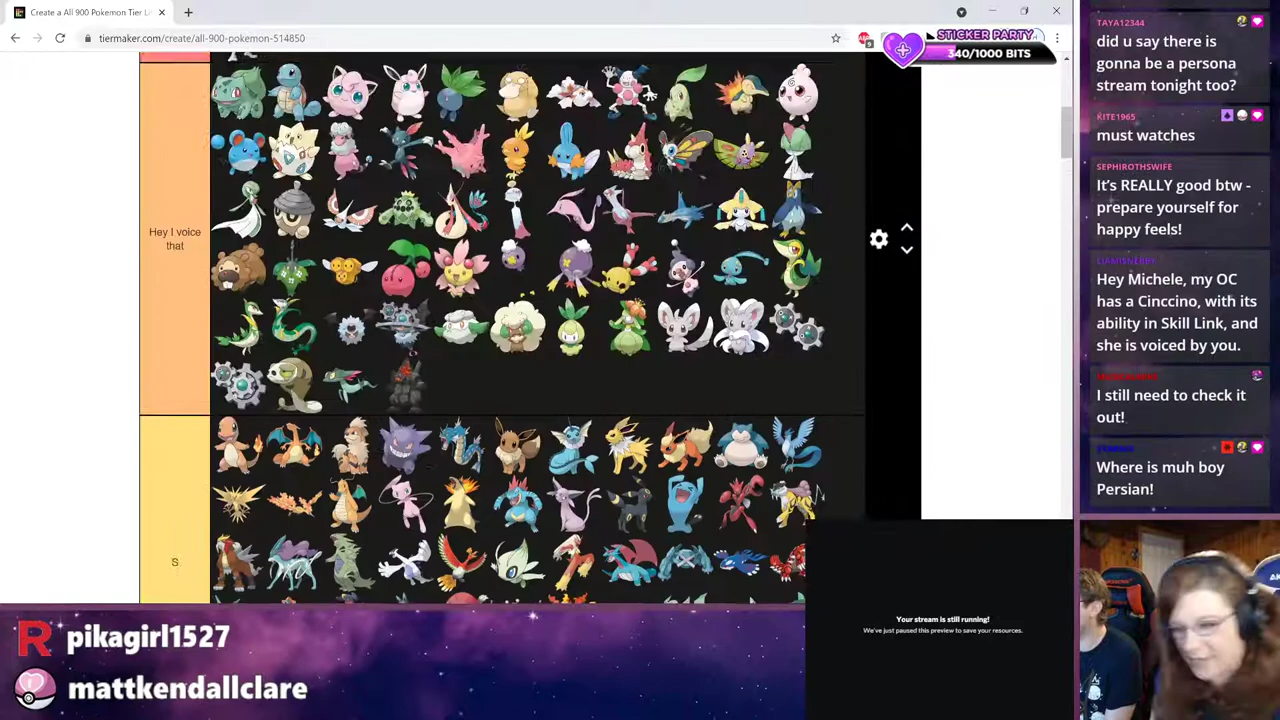 Create a All 900 Pokemon Tier Li
tiermaker.com/create/all-900-pokemon-514850
STICKER PARTY
340/1000 BITS
Hey I voice
that
S
TAYA12344
did u say there is
gonna be a persona
stream tonight too?
KITE1965
must watches
SEPHIROTHSWIFE
It's REALLY good btw -
prepare yourself for
happy feels!
Hey Michele, my OC
has a Cinccino, with its
ability in Skill Link, and
she is voiced by you.
I still need to check it
out!
Where is muh boy
Persian!
Your stream is still running!
We've just paused this preview to save your resources.
R pikagirl1527
mattkendallclare